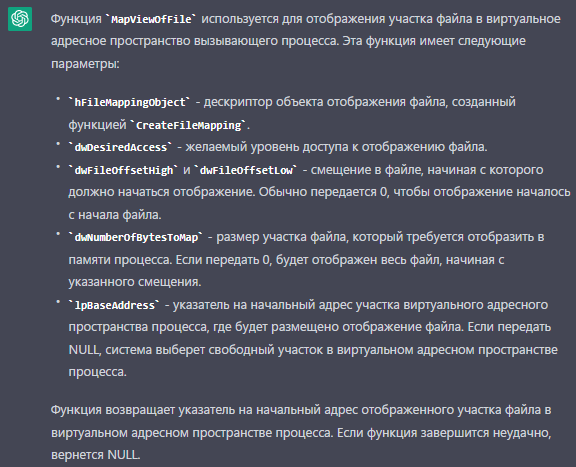 Функция `MapViewOfFile` используется для отображения участка файла в виртуальное
адресное пространство вызывающего процесса. Эта функция имеет следующие
параметры:
• `hFileMappingObject` - дескриптор объекта отображения файла, созданный
функцией `CreateFileMapping`.
• `dwDesiredAccess` - желаемый уровень доступа к отображению файла.
• `dwFileOffsetHigh` и `dwFileOffsetLow` - смещение в файле, начиная с которого
должно начаться отображение. Обычно передается 0, чтобы отображение началось
с начала файла.
• `dwNumberOfBytesToMap` - размер участка файла, который требуется отобразить в
памяти процесса. Если передать 0, будет отображен весь файл, начиная с
указанного смещения.
• `lpBaseAddress` - указатель на начальный адрес участка виртуального адресного
пространства процесса, где будет размещено отображение файла. Если передать
NULL, система выберет свободный участок в виртуальном адресном пространстве
процесса.
Функция возвращает указатель на начальный адрес отображенного участка файла в
виртуальном адресном пространстве процесса. Если функция завершится неудачно,
вернется NULL.